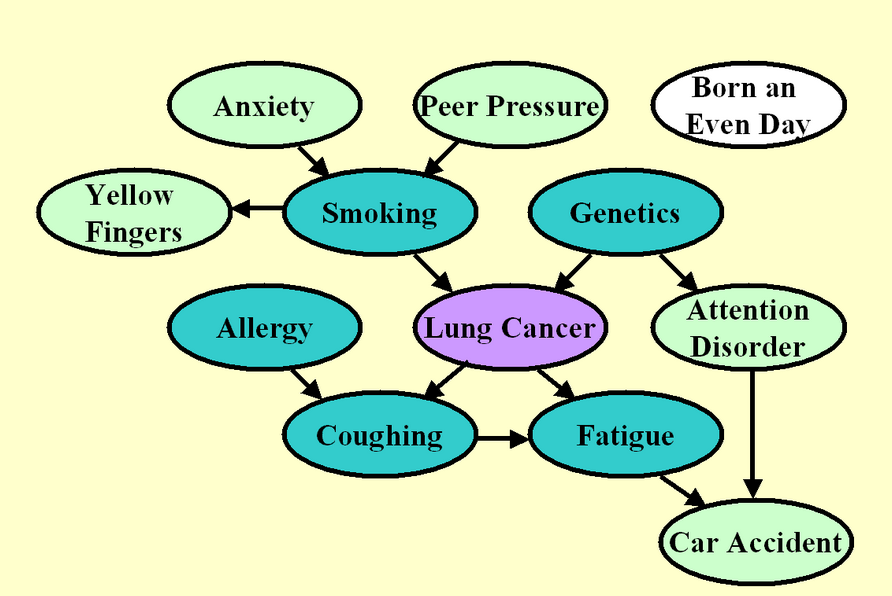 Anxiety
Peer Pressure
Born an
Even Day
Yellow
Fingers
Smoking
Genetics
Allergy
Lung Cancer
Attention
Disorder
Coughing
Fatigue
Car Accident